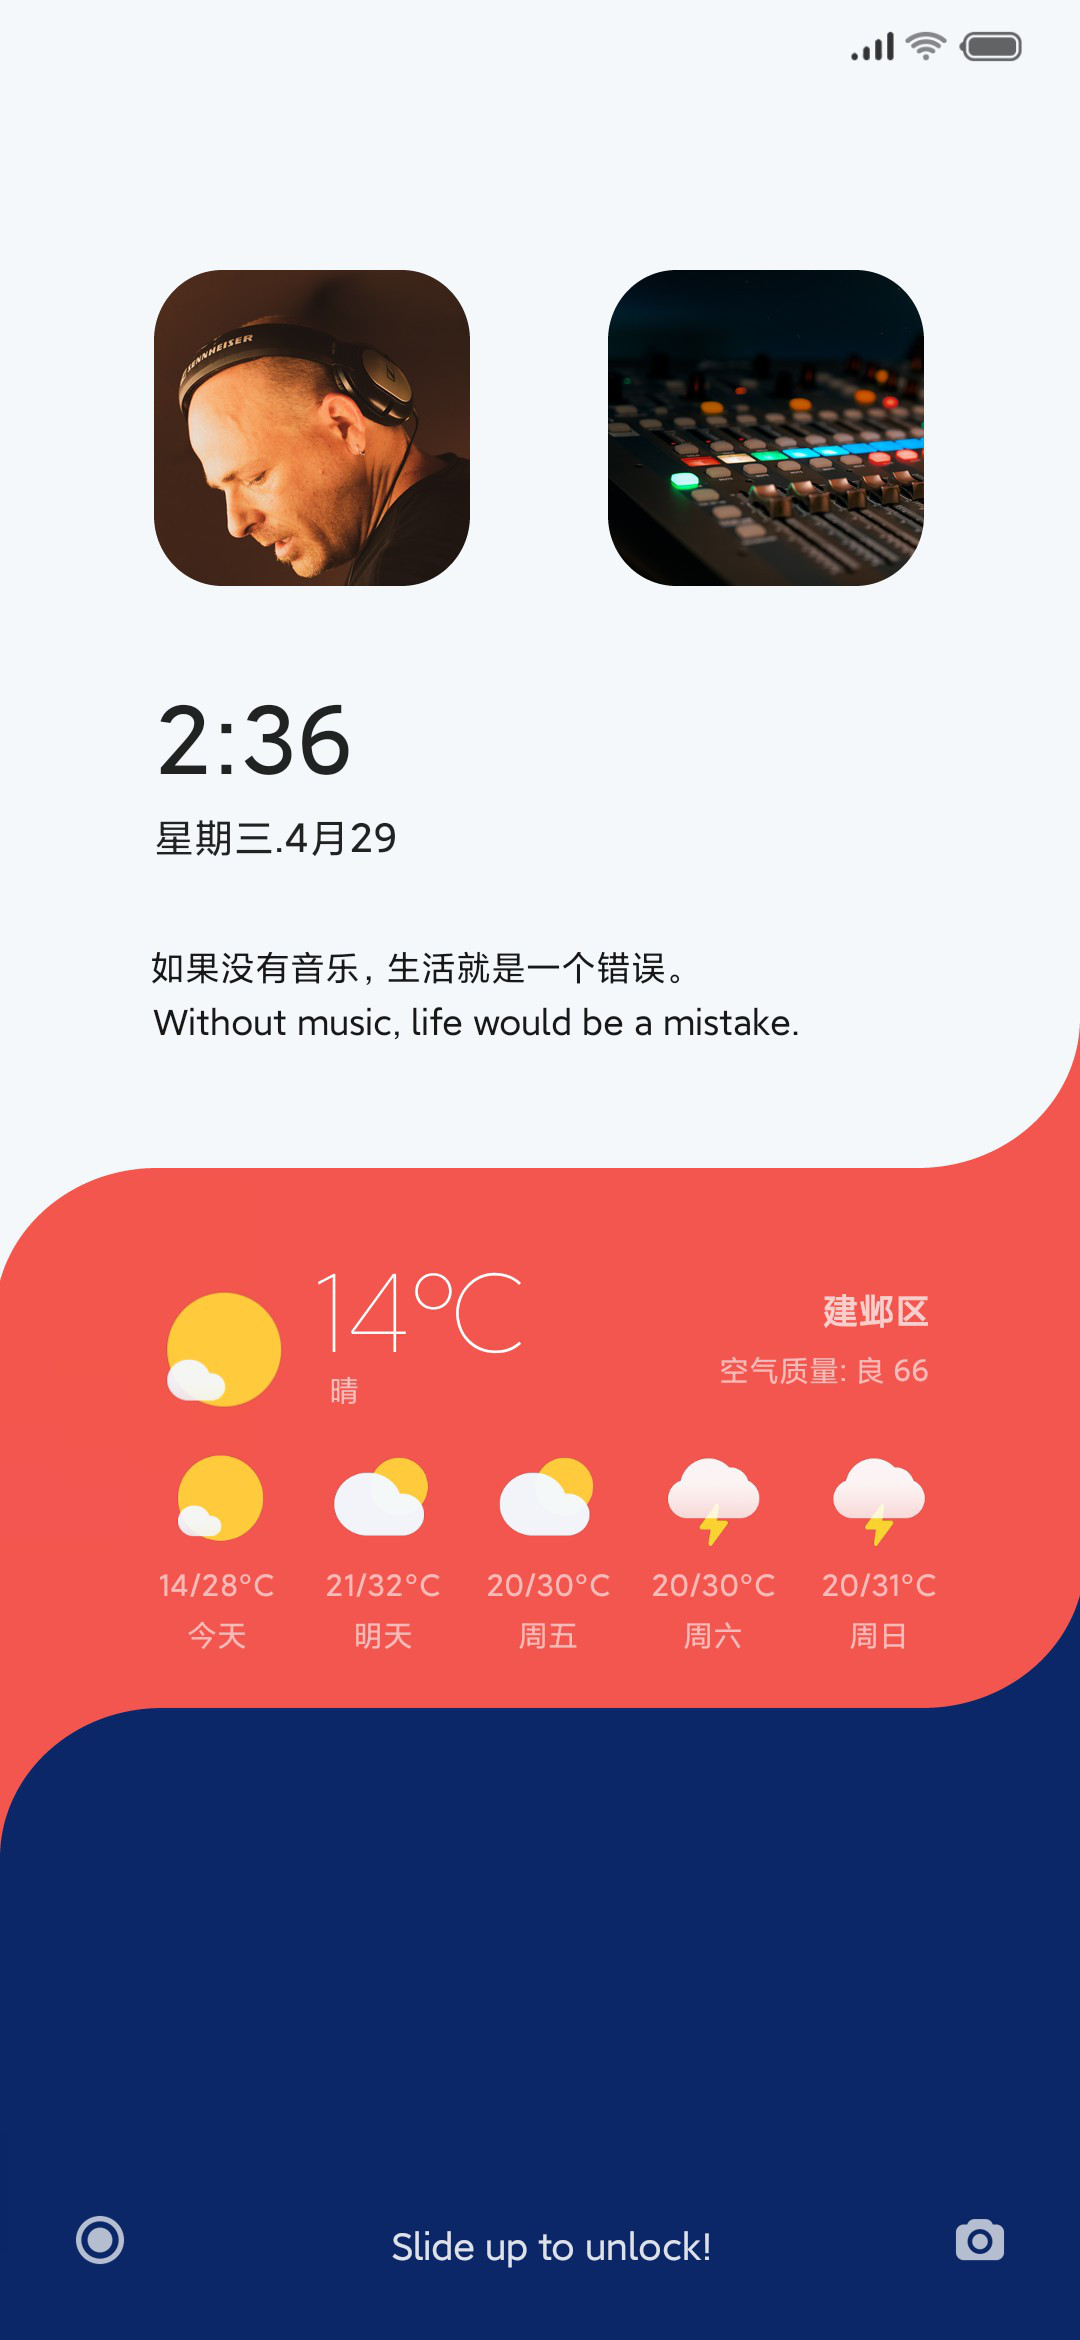 SENNHEISER
2:36
星期三.4月29
如果没有音乐，生活就是一个错误。
Without music, life would be a mistake.
14°C
晴
建邺区
空气质量: 良 66
14/28°C 21/32°C 20/30°C 20/30°C 20/31°C
今天 明天 周五 周六 周日
Slide up to unlock!